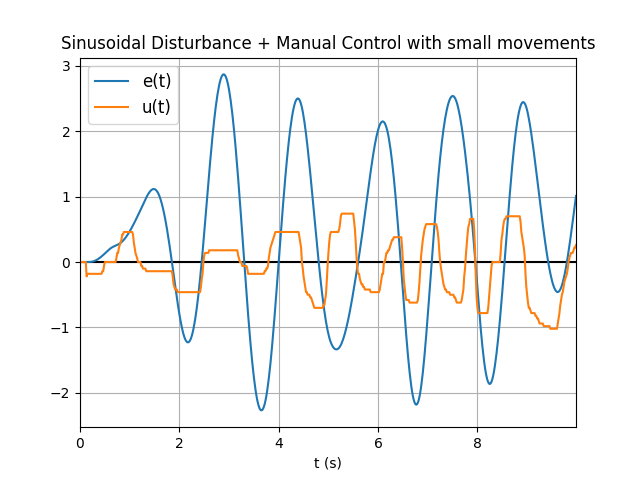 Sinusoidal Disturbance + Manual Control with small movements
e(t)
u(t)
3
2
1
0
−1
−2
0 2 4 6 8
t (s)